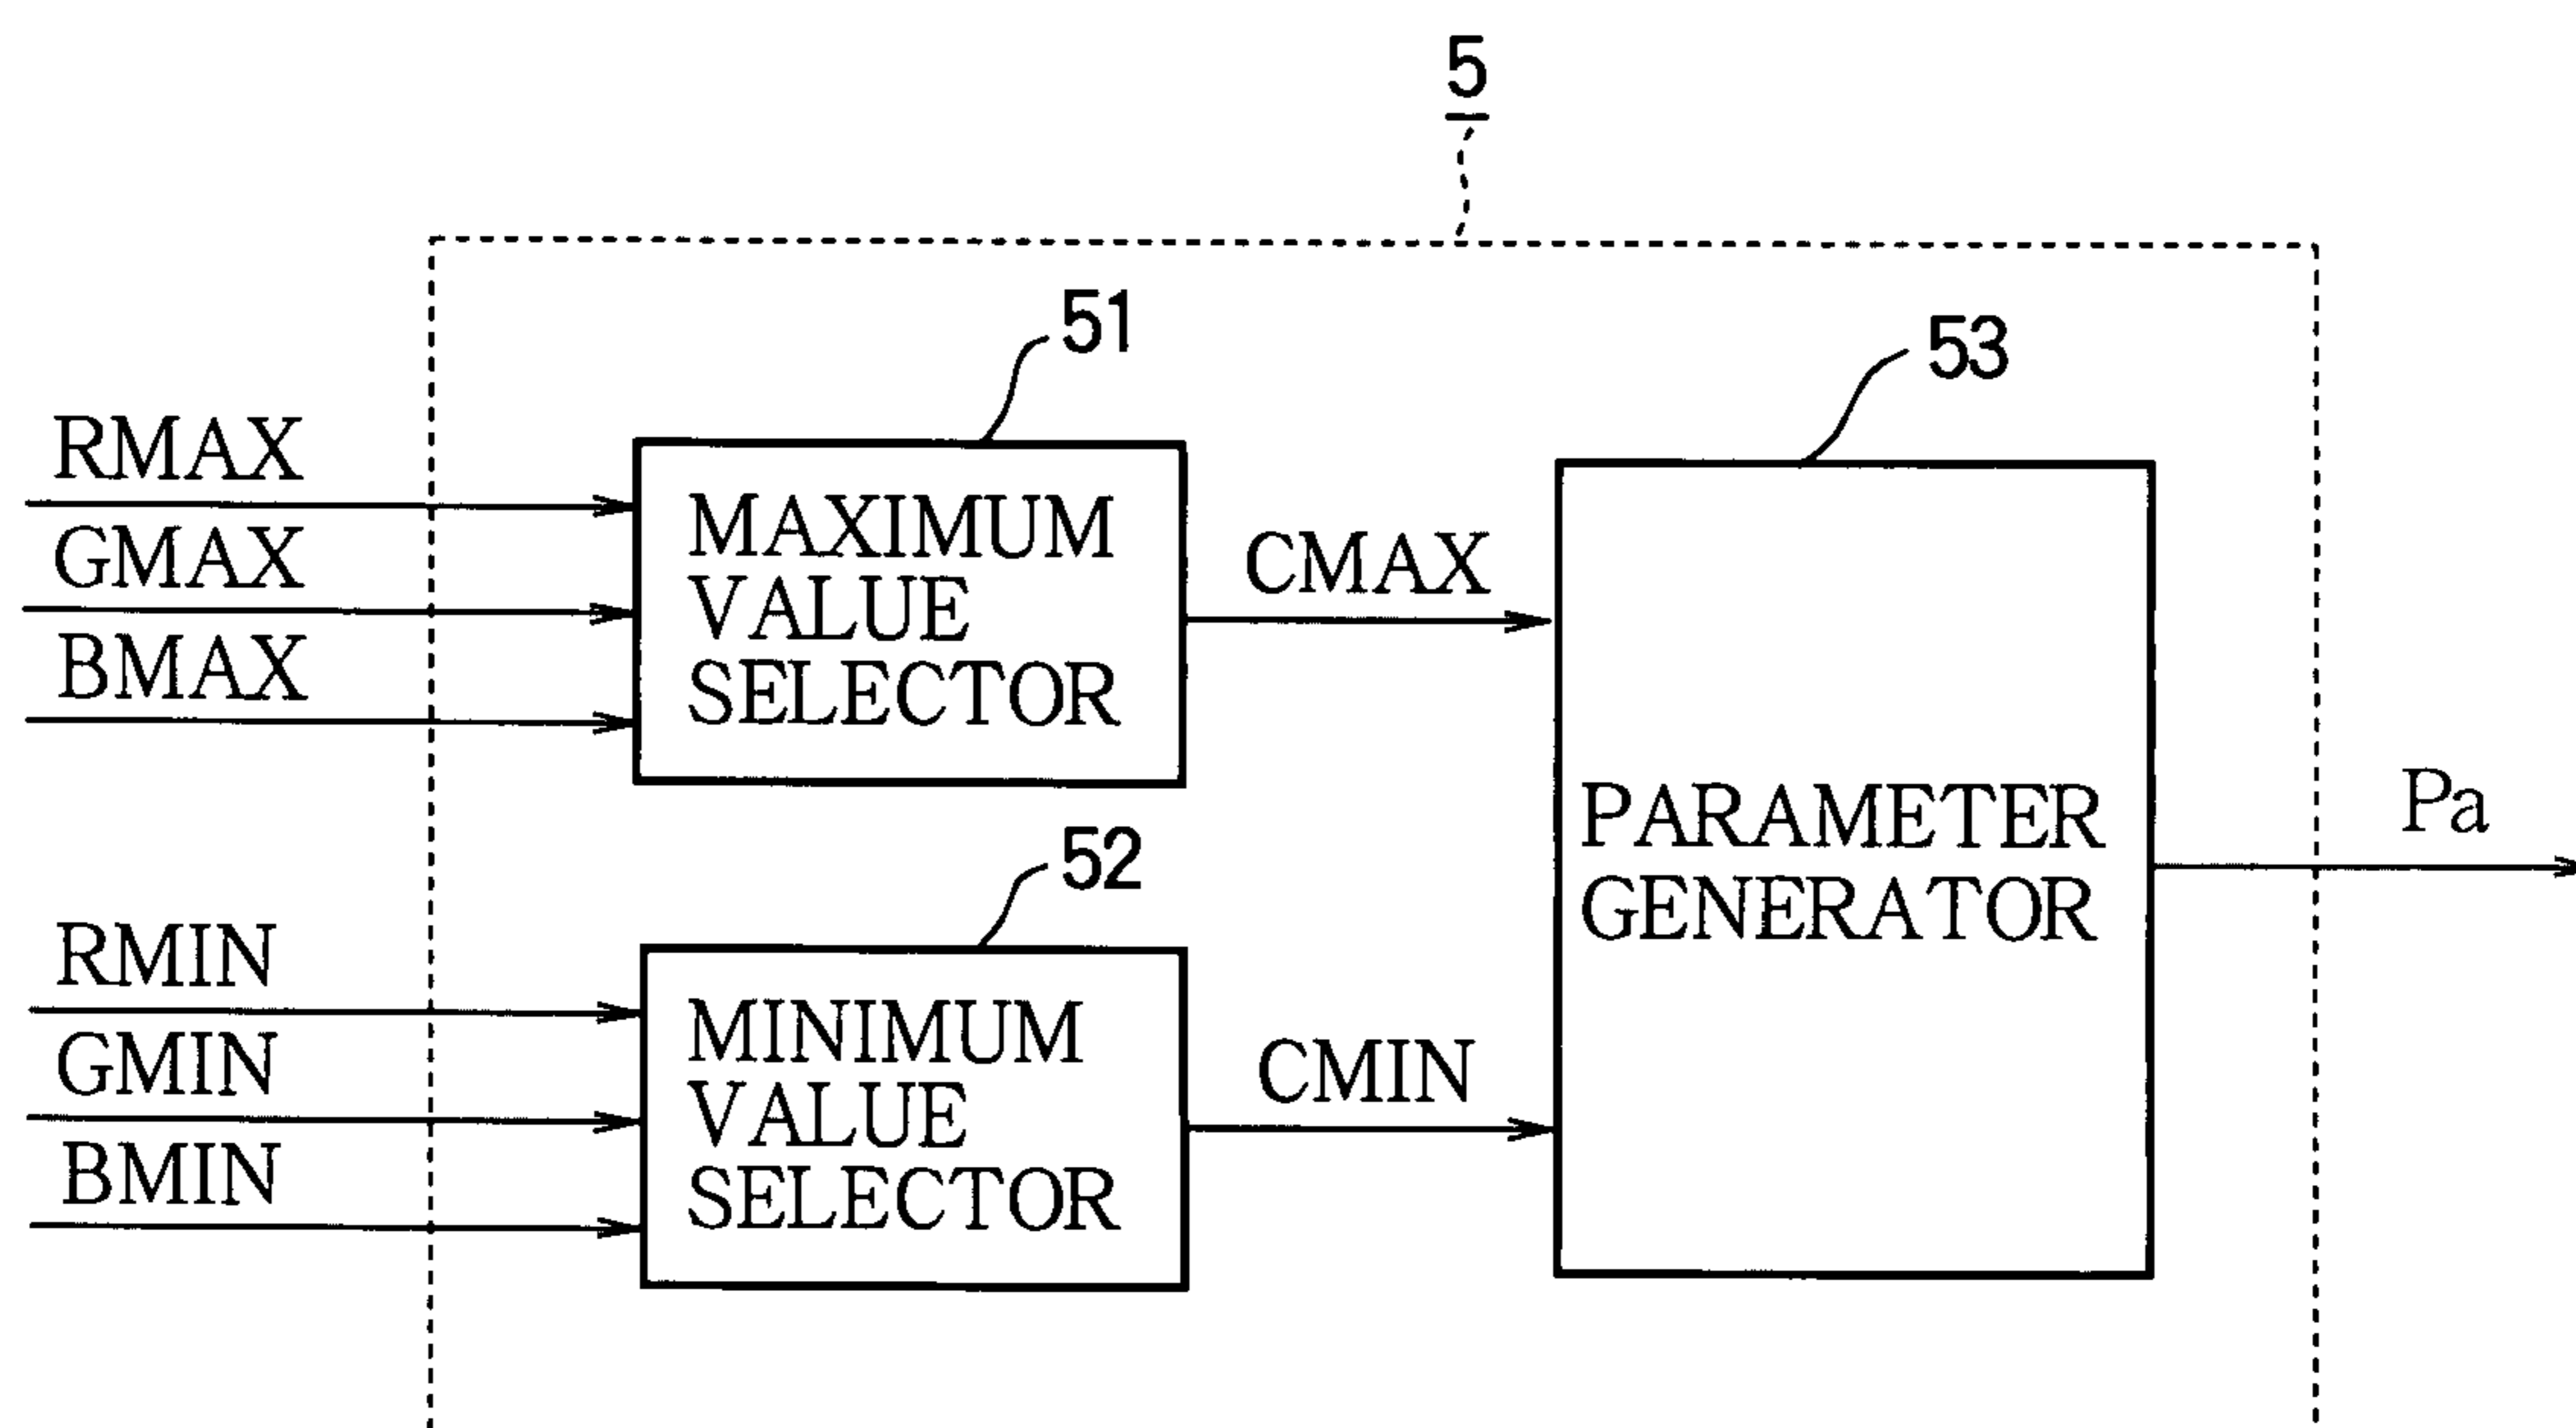 5
51
53
RMAX
GMAX
BMAX
MAXIMUM
VALUE
SELECTOR
CMAX
PARAMETER
GENERATOR
Pa
52
RMIN
GMIN
BMIN
MINIMUM
VALUE
SELECTOR
CMIN